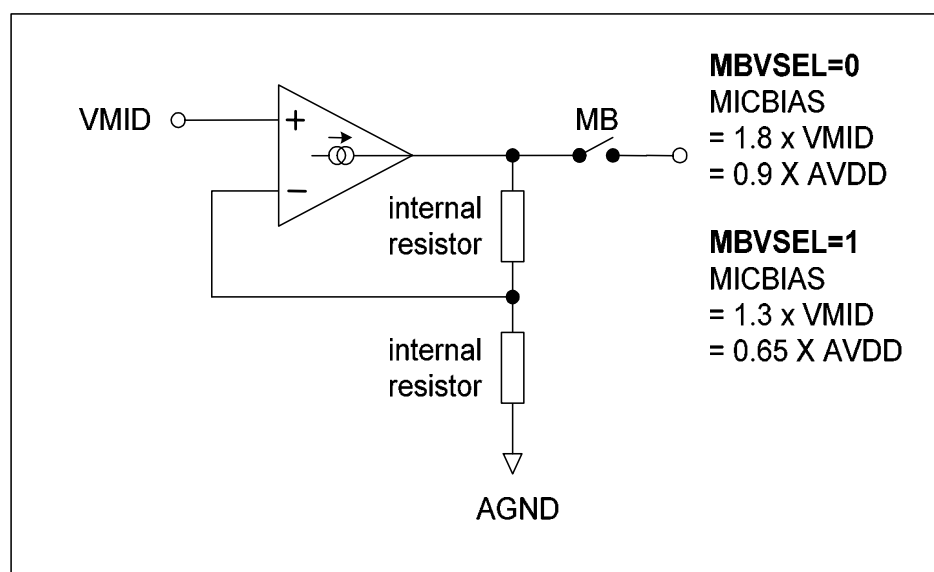 VMID
+
−
MB
internal
resistor
internal
resistor
AGND
MBVSEL=0
MICBIAS
= 1.8 x VMID
= 0.9 X AVDD
MBVSEL=1
MICBIAS
= 1.3 x VMID
= 0.65 X AVDD